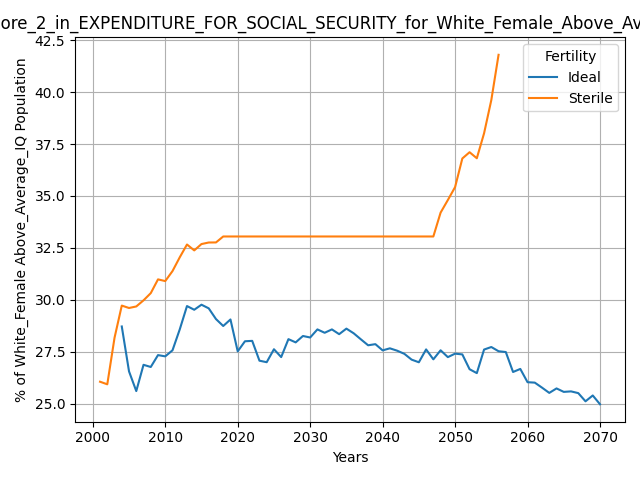 ore_2_in_EXPENDITURE_FOR_SOCIAL_SECURITY_for_White_Female_Above_Av
% of White_Female Above_Average_IQ Population
42.5
40.0
37.5
35.0
32.5
30.0
27.5
25.0
Fertility
Ideal
Sterile
2000 2010 2020 2030 2040 2050 2060 2070
Years